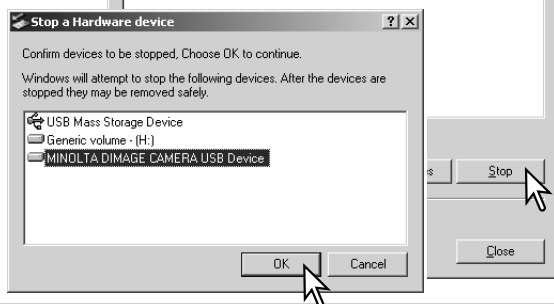 Stop a Hardware device
Confirm devices to be stopped, Choose OK to continue.
Windows will attempt to stop the following devices. After the devices are
stopped they may be removed safely.
USB Mass Storage Device
Generic volume - (H:)
MINOLTA DIMAGE CAMERA USB Device
OK
Cancel
Stop
Close